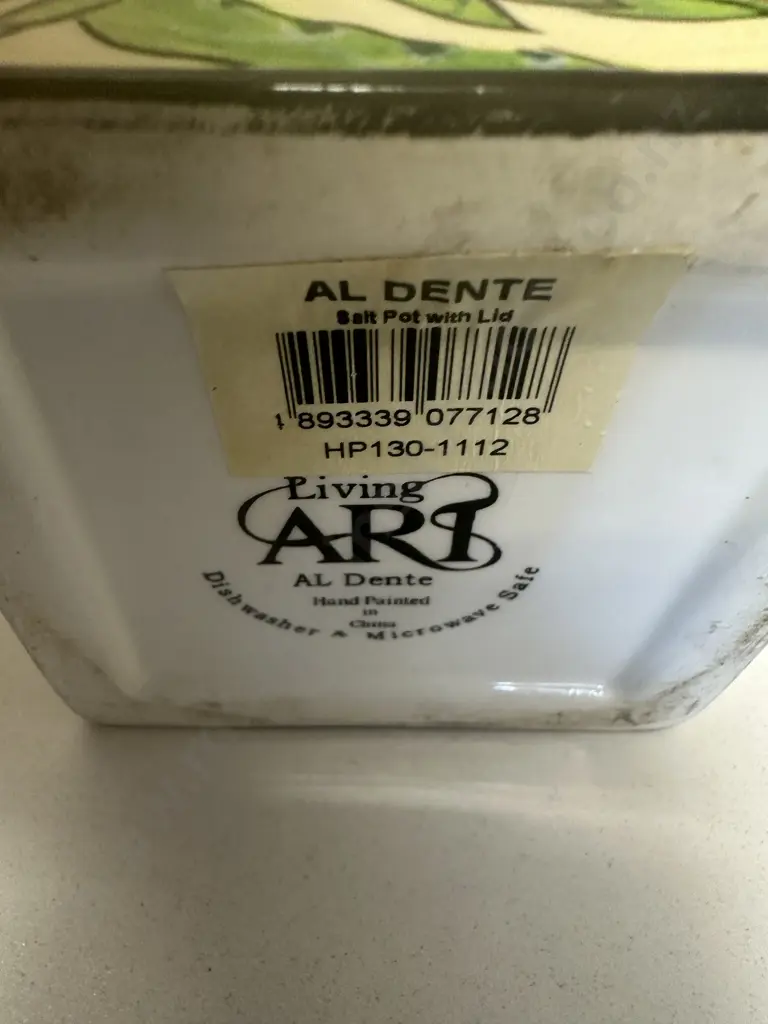 AL DENTE
Salt Pot with Lid
1 893339 077128
HP130-1112
Living
ART
AL Dente
Hand Painted
in
China
Dishwasher & Microwave Safe